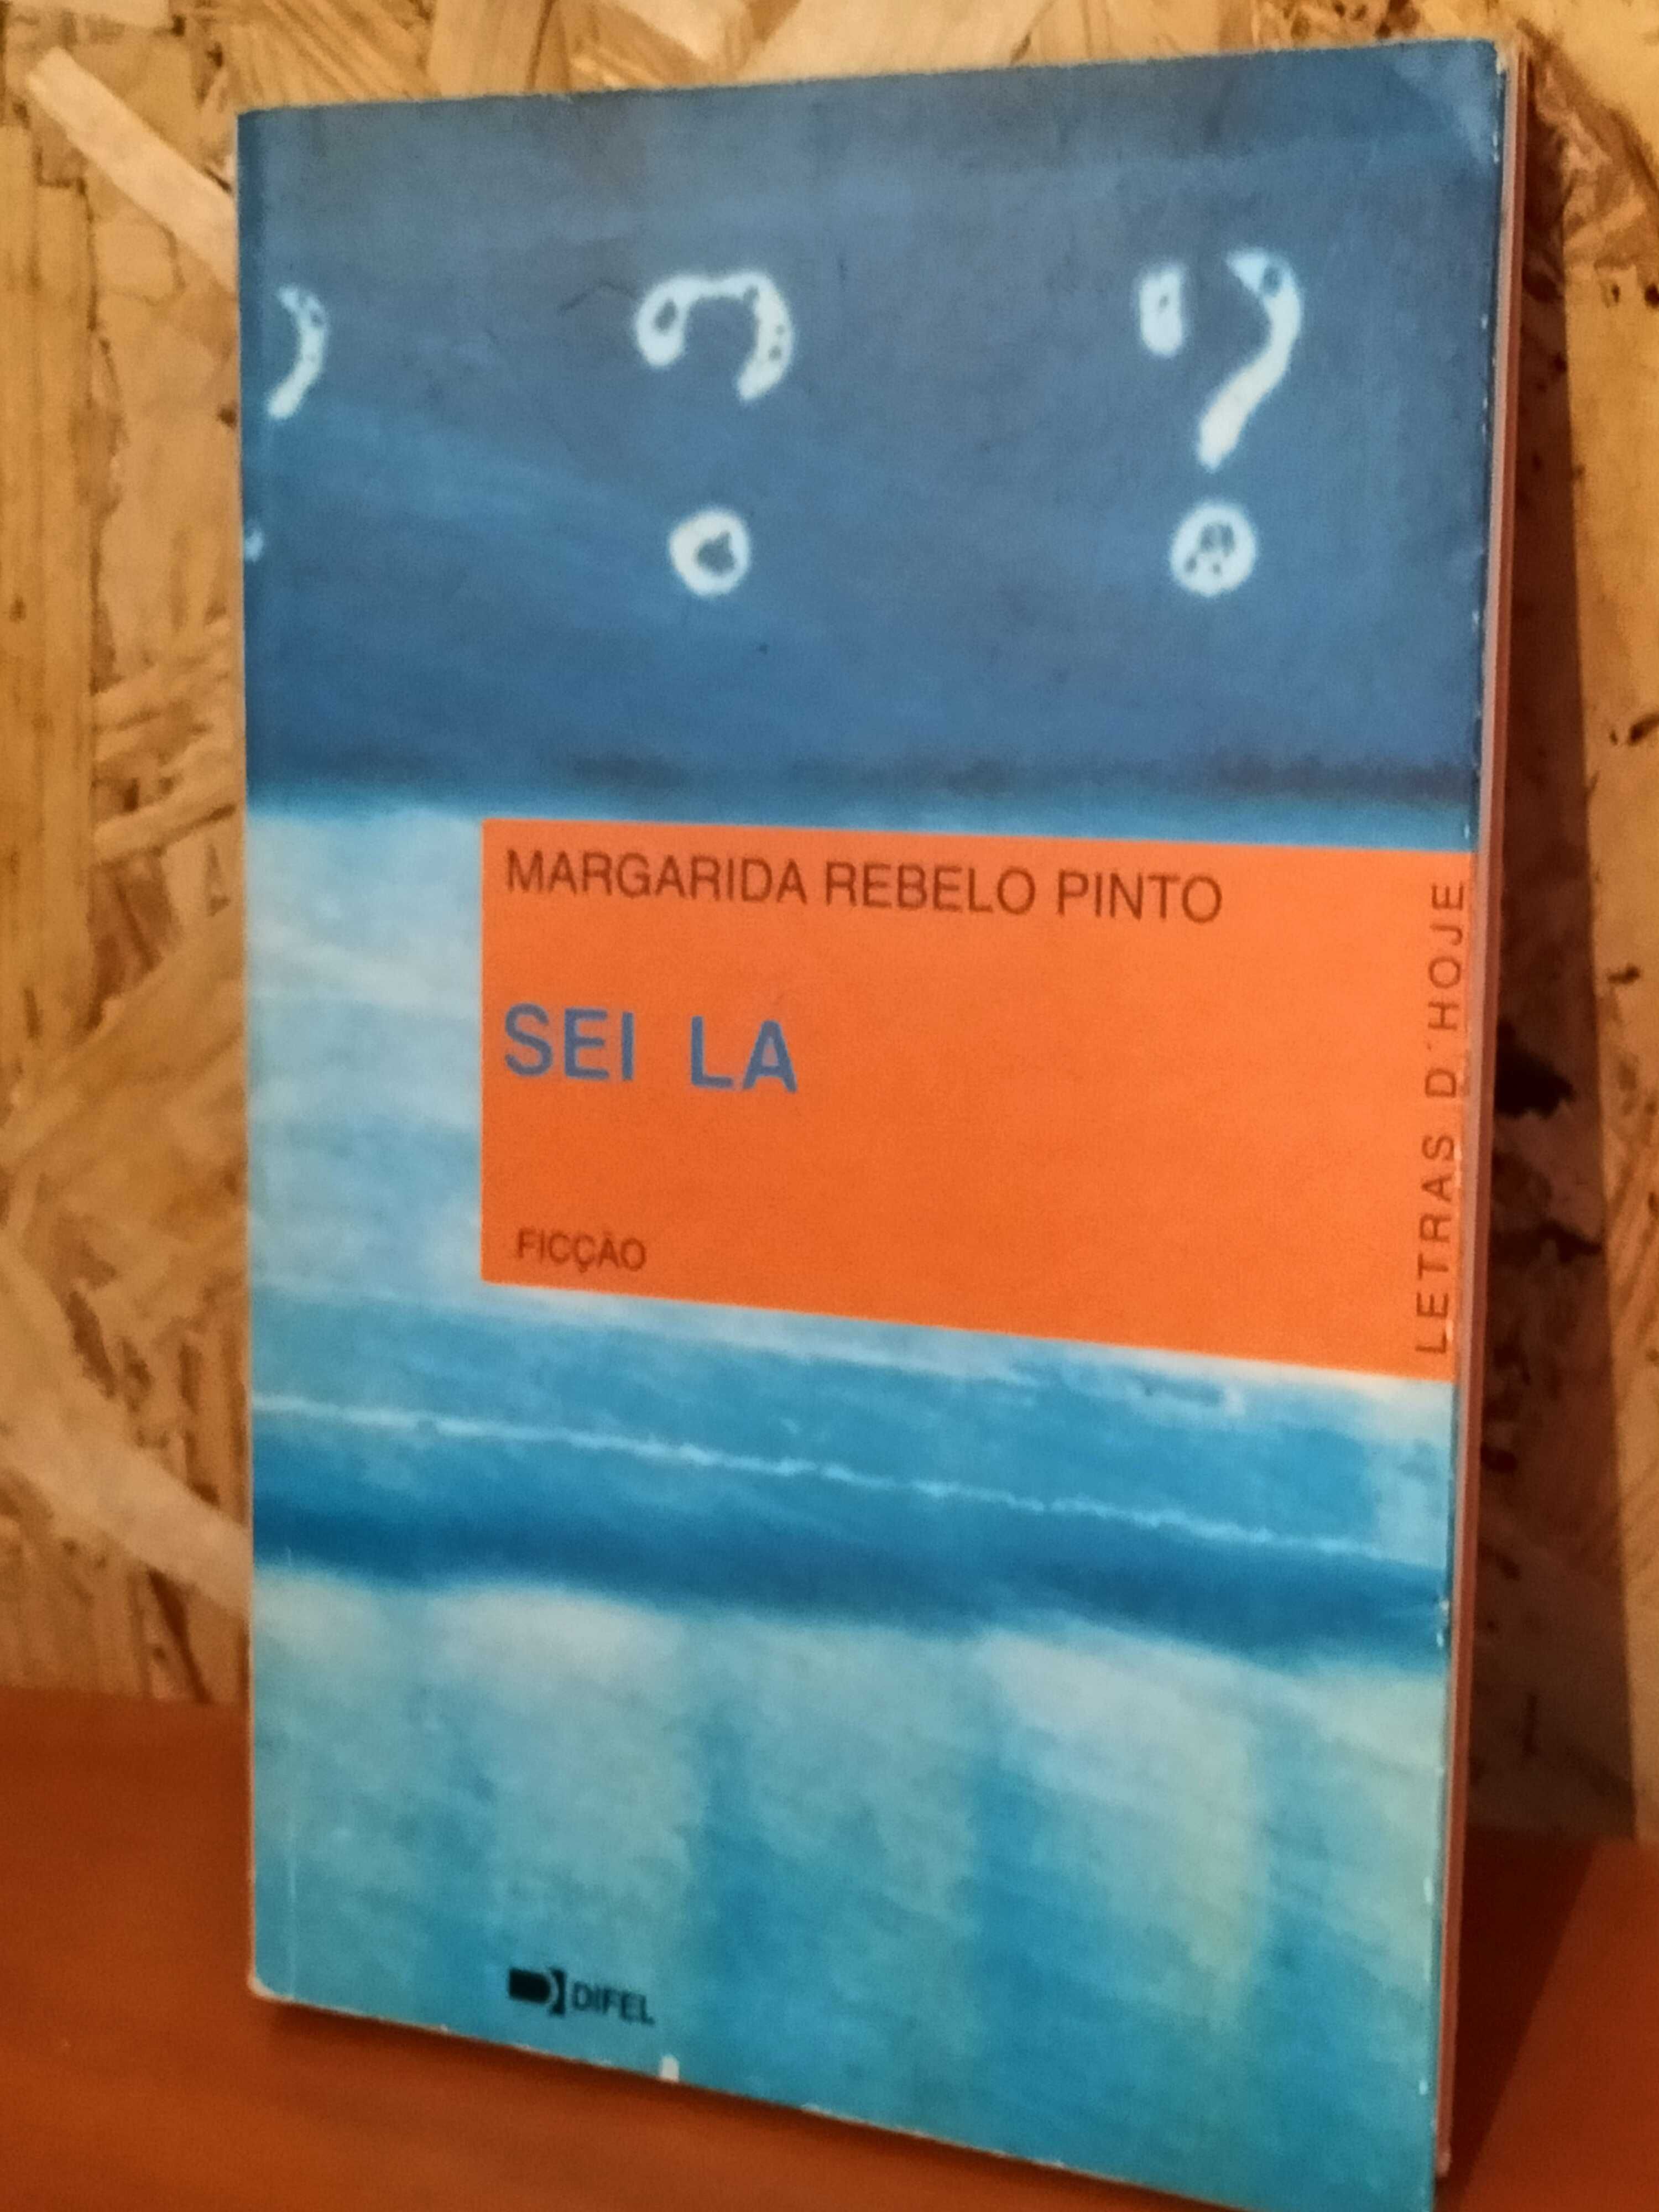 MARGARIDA REBELO PINTO
SEI LA
FICÇÃO
LETRAS D'HOJE
DIFEL